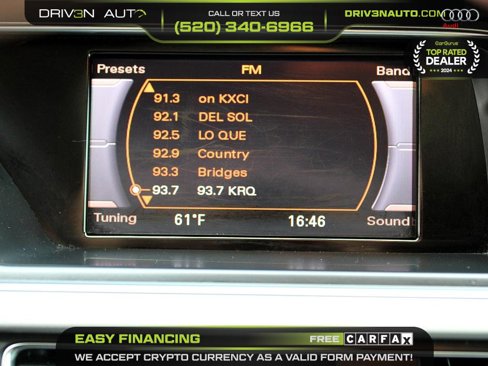 DRIV3N AUTO
CALL OR TEXT US
(520) 340-6966
DRIV3NAUTO.COM
Audi
CarGurus
TOP RATED
DEALER
2024
Presets
FM
Band
91.3 on KXCI
92.1 DEL SOL
92.5 LO QUE
92.9 Country
93.3 Bridges
93.7 93.7 KRQ
Tuning
61°F
16:46
Sound
EASY FINANCING
FREE CARFAX
WE ACCEPT CRYPTO CURRENCY AS A VALID FORM PAYMENT!